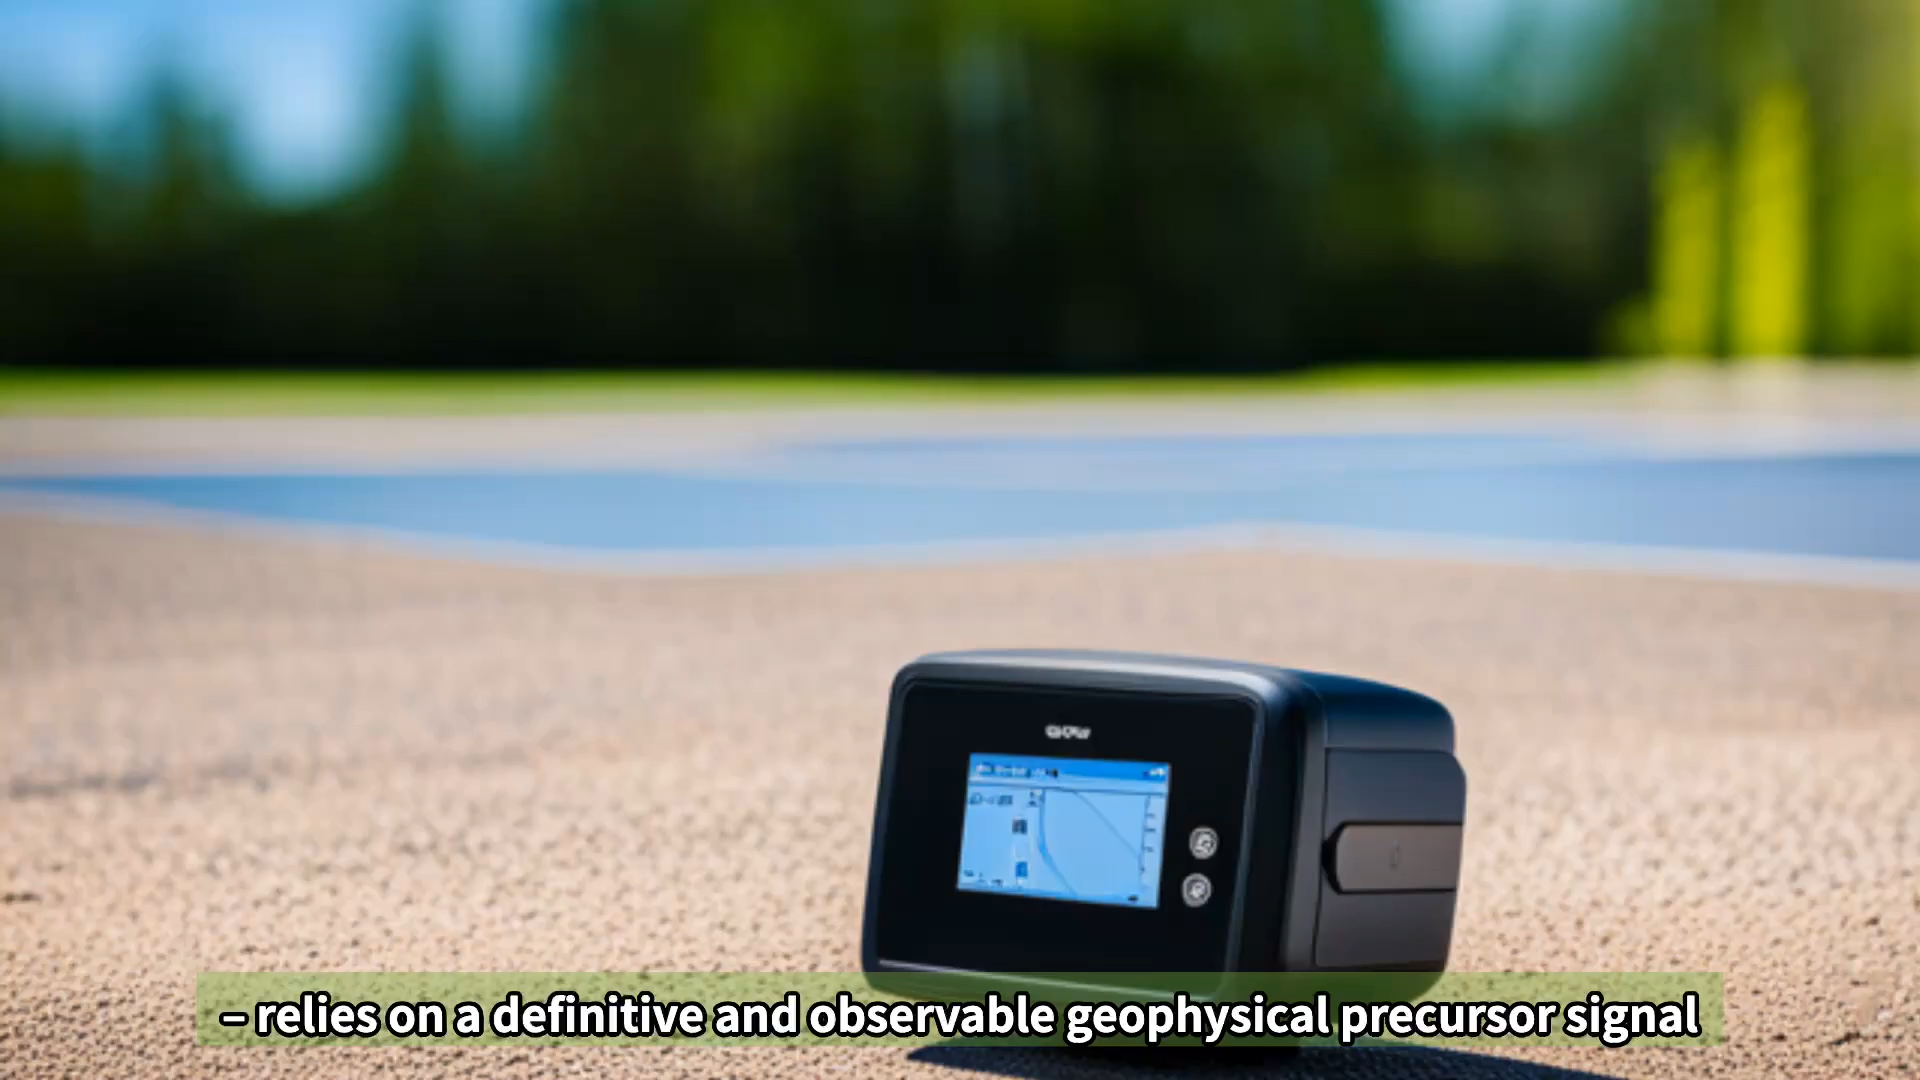 – relies on a definitive and observable geophysical precursor signal